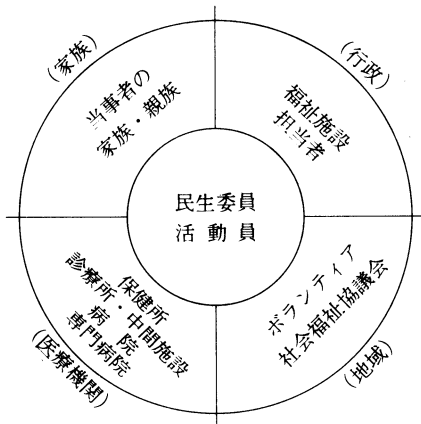 (家族)
当事者の
家族・親族
(行政)
福祉施設
担当者
民生委員
活動員
保健所
診療所・中間施設
病院
専門病院
(医療機関)
ボランティア
社会福祉協議会
(地域)